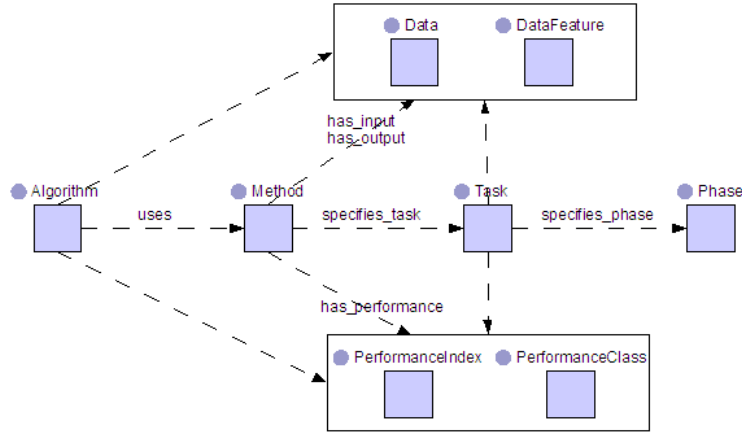 Data
DataFeature
has_input
has_output
Algorithm
Method
Task
Phase
uses
specifies_task
specifies_phase
has_performance
PerformanceIndex
PerformanceClass